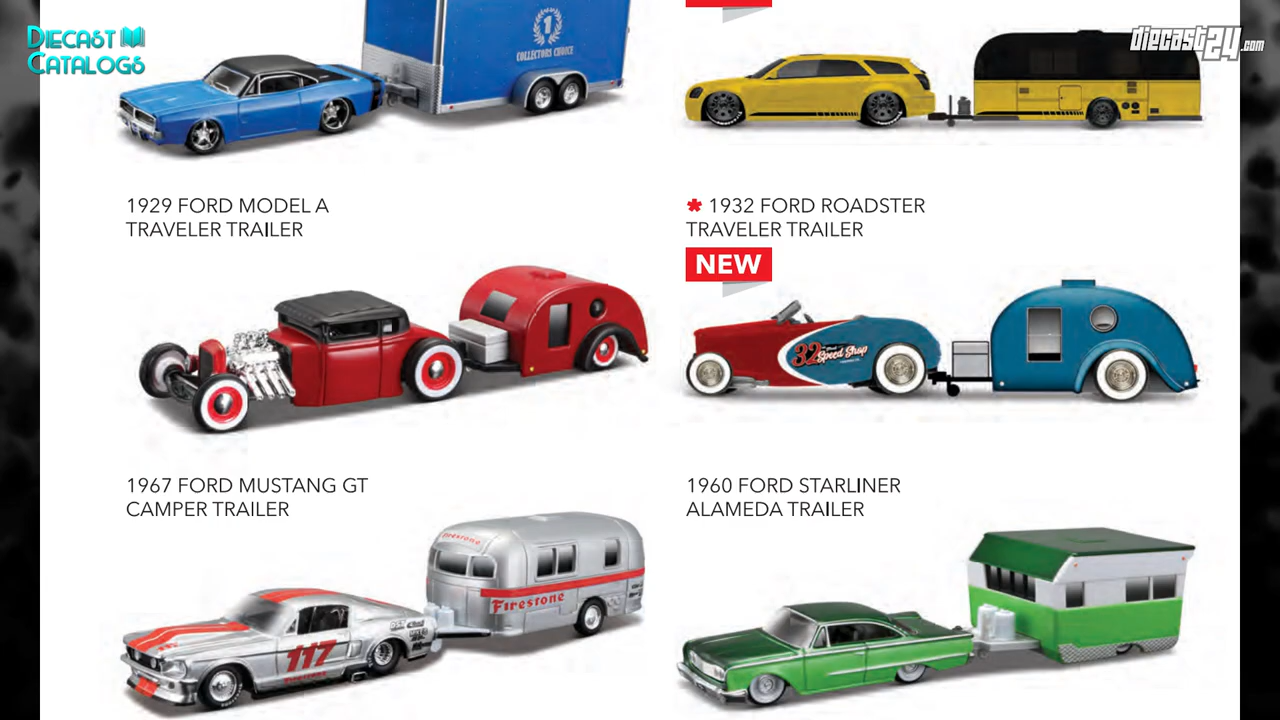 DIECAST
CATALOGS
diecast24.com
1
COLLECTORS CHOICE
1929 FORD MODEL A
TRAVELER TRAILER
* 1932 FORD ROADSTER
TRAVELER TRAILER
NEW
32
Speed Shop
1967 FORD MUSTANG GT
CAMPER TRAILER
1960 FORD STARLINER
ALAMEDA TRAILER
Firestone
Firestone
117
Firestone